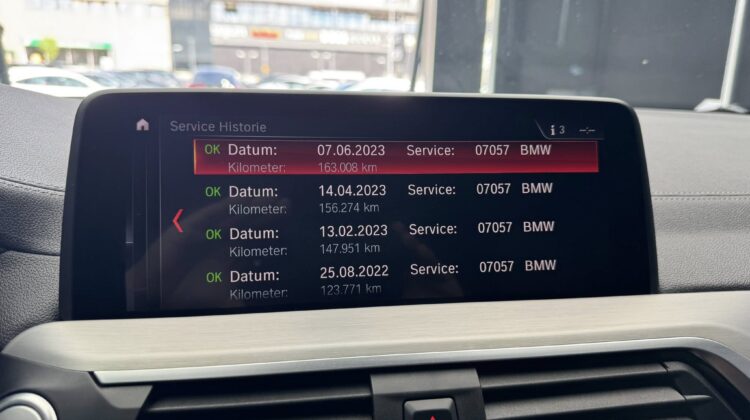 Service Historie
i 3 --:--
OK Datum: 07.06.2023 Service: 07057 BMW
Kilometer: 163.008 km
OK Datum: 14.04.2023 Service: 07057 BMW
Kilometer: 156.274 km
OK Datum: 13.02.2023 Service: 07057 BMW
Kilometer: 147.951 km
OK Datum: 25.08.2022 Service: 07057 BMW
Kilometer: 123.771 km